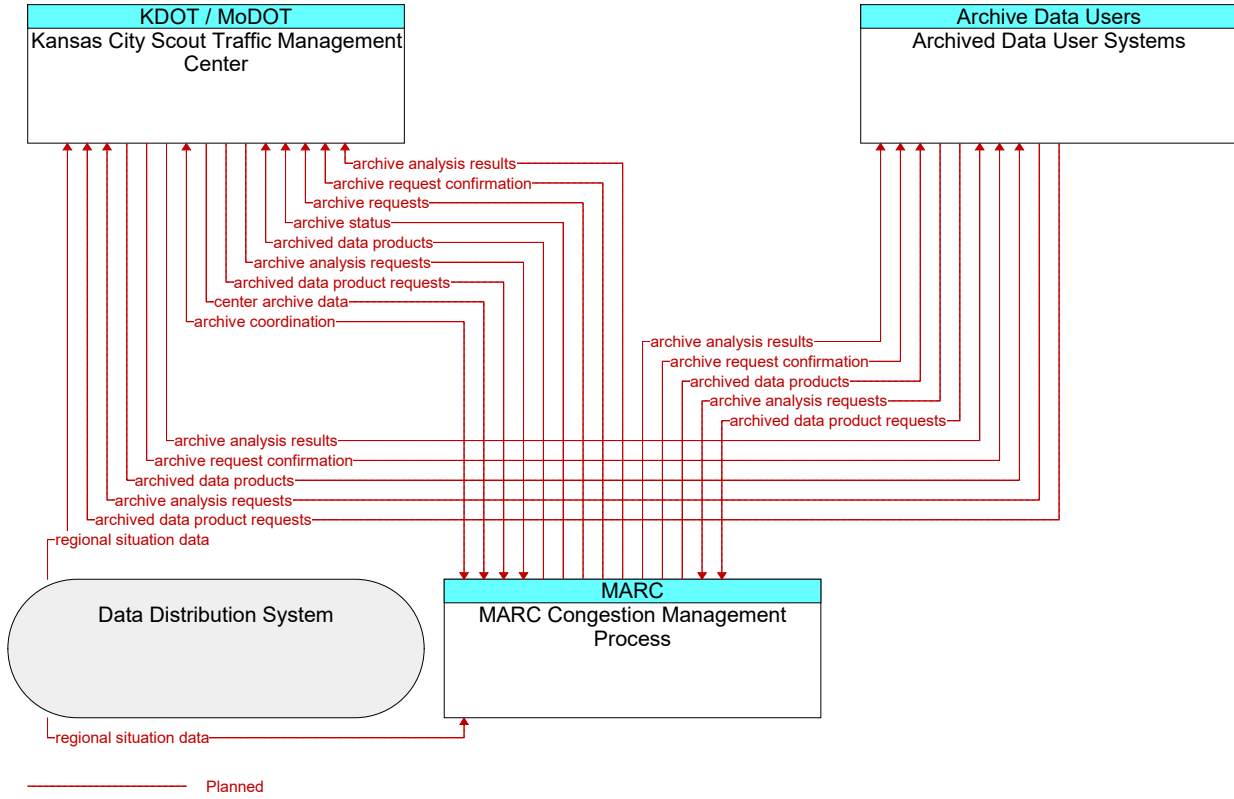 KDOT / MoDOT
Kansas City Scout Traffic Management
Center
Archive Data Users
Archived Data User Systems
archive analysis results
archive request confirmation
archive requests
archive status
archived data products
archive analysis requests
archived data product requests
center archive data
archive coordination
archive analysis results
archive request confirmation
archived data products
archive analysis requests
archived data product requests
archive analysis results
archive request confirmation
archived data products
archive analysis requests
archived data product requests
regional situation data
Data Distribution System
MARC
MARC Congestion Management
Process
regional situation data
Planned